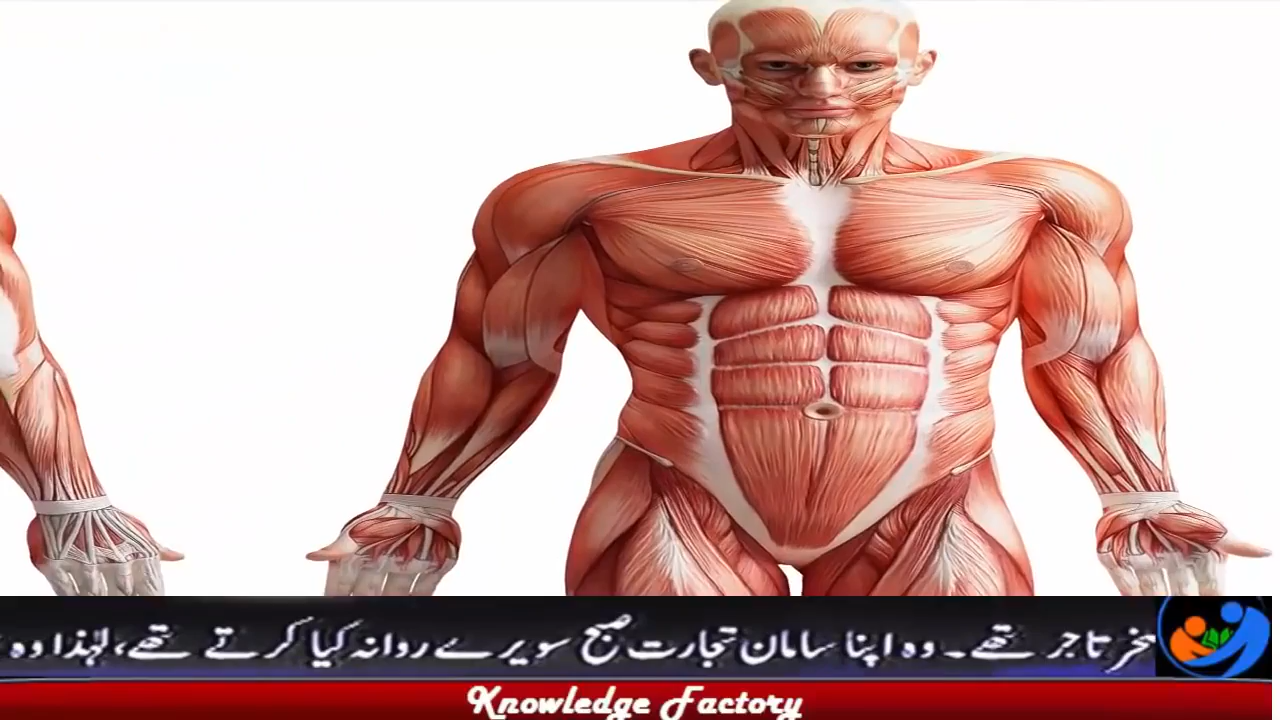 تاجر تھے۔ وہ اپنا سامان تجارت صبح سویرے روانہ کیا کرتے تھے، لہٰذا وہ
Knowledge Factory